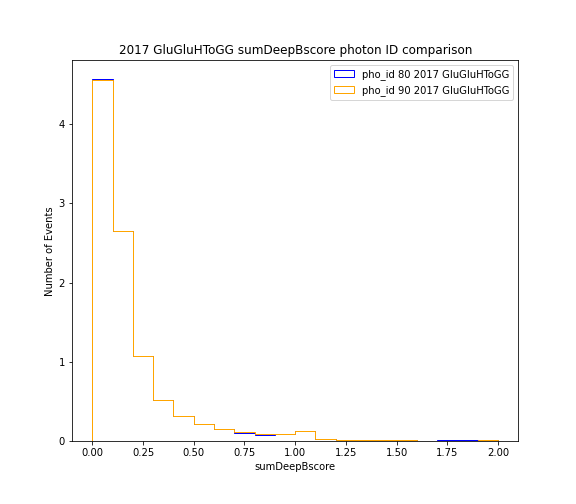 2017 GluGluHToGG sumDeepBscore photon ID comparison
pho_id 80 2017 GluGluHToGG
pho_id 90 2017 GluGluHToGG
Number of Events
4
3
2
1
0
0.00 0.25 0.50 0.75 1.00 1.25 1.50 1.75 2.00
sumDeepBscore